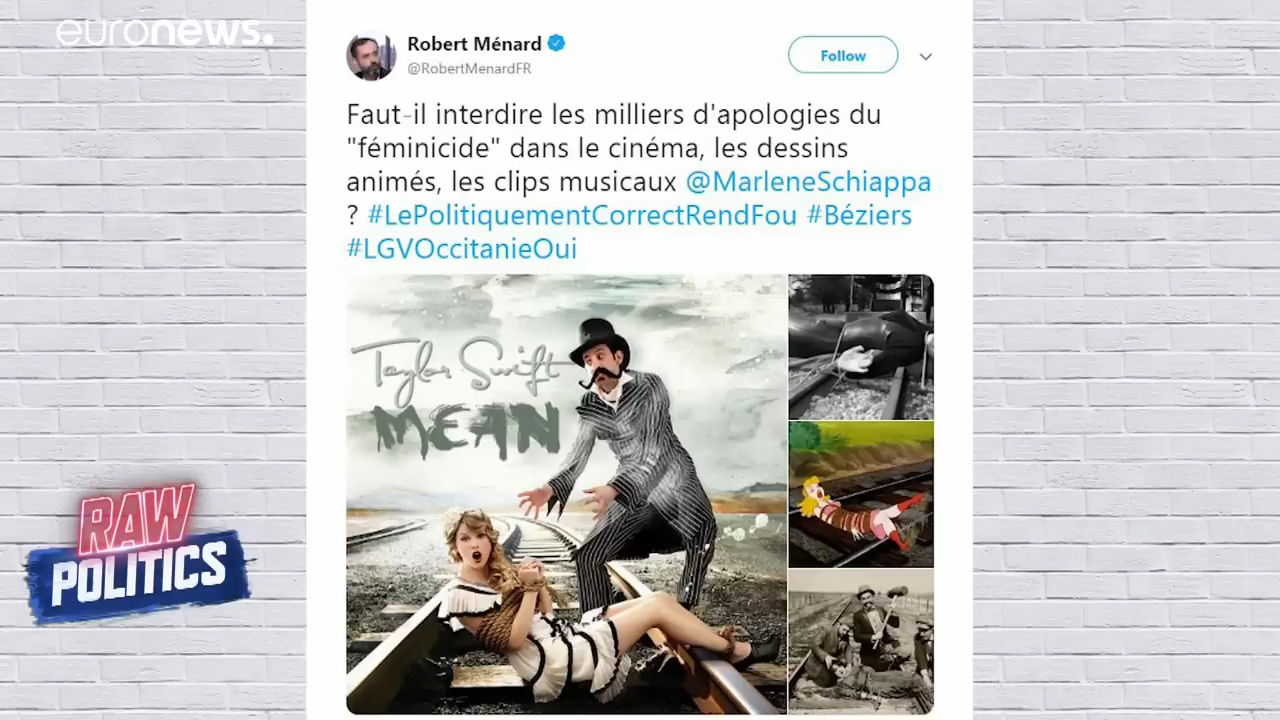 euronews.
Robert Ménard
@RobertMenardFR
Follow
Faut-il interdire les milliers d'apologies du
"féminicide" dans le cinéma, les dessins
animés, les clips musicaux @MarleneSchiappa
? #LePolitiquementCorrectRendFou #Béziers
#LGVOccitanieOui
Taylor Swift
MEAN
RAW
POLITICS